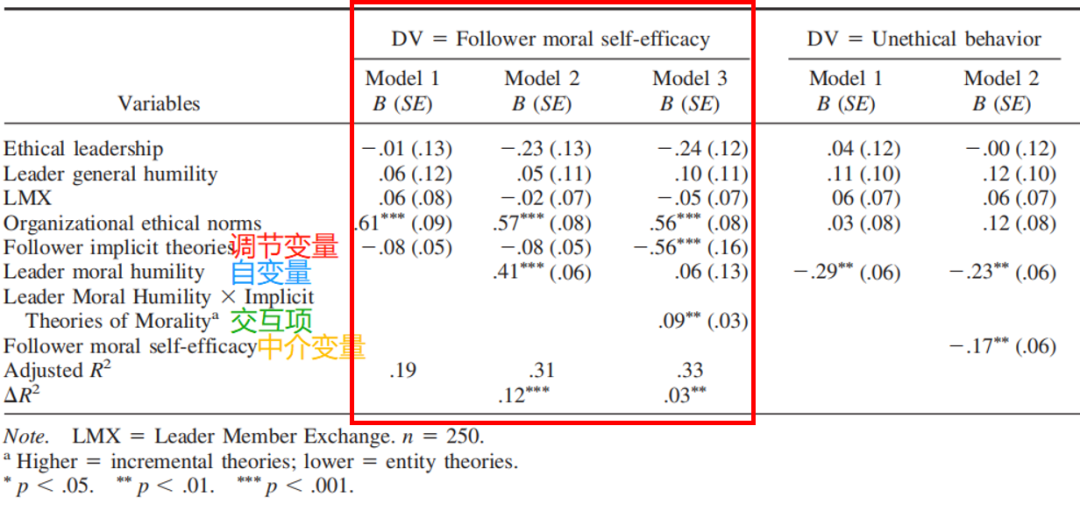 DV = Follower moral self-efficacy DV = Unethical behavior
Model 1 Model 2 Model 3 Model 1 Model 2
Variables B (SE) B (SE) B (SE) B (SE) B (SE)
Ethical leadership −.01 (.13) −.23 (.13) −.24 (.12) .04 (.12) −.00 (.12)
Leader general humility .06 (.12) .05 (.11) .10 (.11) .11 (.10) .12 (.10)
LMX .06 (.08) −.02 (.07) −.05 (.07) 06 (.07) .06 (.07)
Organizational ethical norms .61*** (.09) .57*** (.08) .56*** (.08) .03 (.08) .12 (.08)
Follower implicit theories 调节变量 −.08 (.05) −.08 (.05) −.56*** (.16)
Leader moral humility 自变量 .41*** (.06) .06 (.13) −.29** (.06) −.23** (.06)
Leader Moral Humility × Implicit
Theories of Moralityᵃ 交互项 .09** (.03)
Follower moral self-efficacy 中介变量 −.17** (.06)
Adjusted R² .19 .31 .33
ΔR² .12*** .03**
Note. LMX = Leader Member Exchange. n = 250.
ᵃ Higher = incremental theories; lower = entity theories.
* p < .05. ** p < .01. *** p < .001.